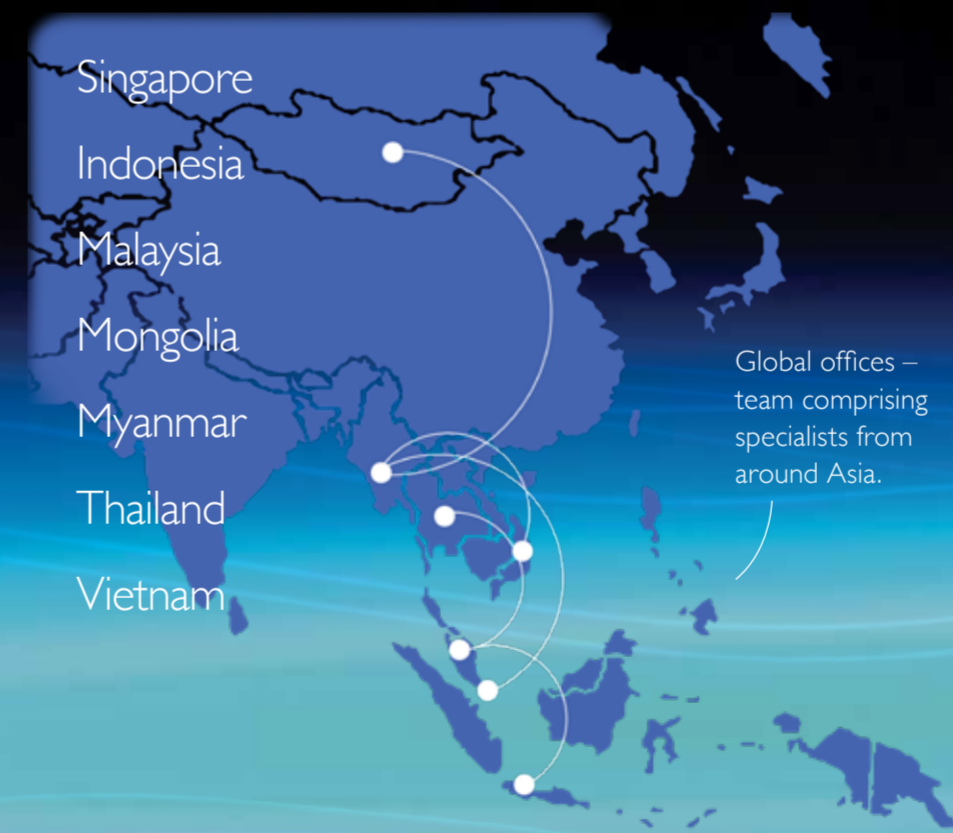 Singapore
Indonesia
Malaysia
Mongolia
Myanmar
Thailand
Vietnam
Global offices –
team comprising
specialists from
around Asia.